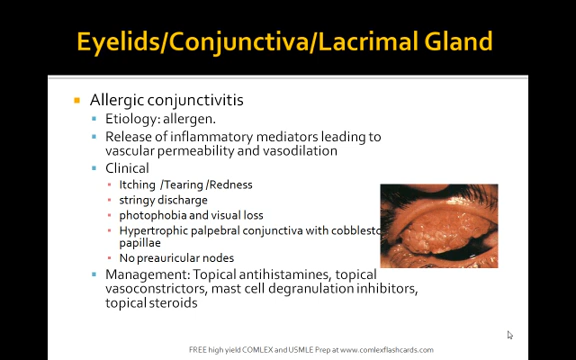 Eyelids/Conjunctiva/Lacrimal Gland
Allergic conjunctivitis
Etiology: allergen.
Release of inflammatory mediators leading to
vascular permeability and vasodilation
Clinical
Itching /Tearing /Redness
stringy discharge
photophobia and visual loss
Hypertrophic palpebral conjunctiva with
papillae
No preauricular nodes
Management: Topical antihistamines, topical
vasoconstrictors, mast cell degranulation inhibitors,
topical steroids
FREE high yield COMLEX and USMLE Prep at www.comlexflashcards.com